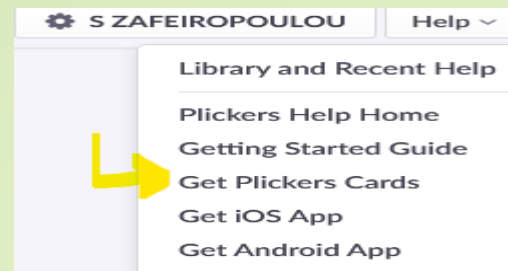 S ZAFEIROPOULOU Help
Library and Recent Help
Plickers Help Home
Getting Started Guide
Get Plickers Cards
Get iOS App
Get Android App